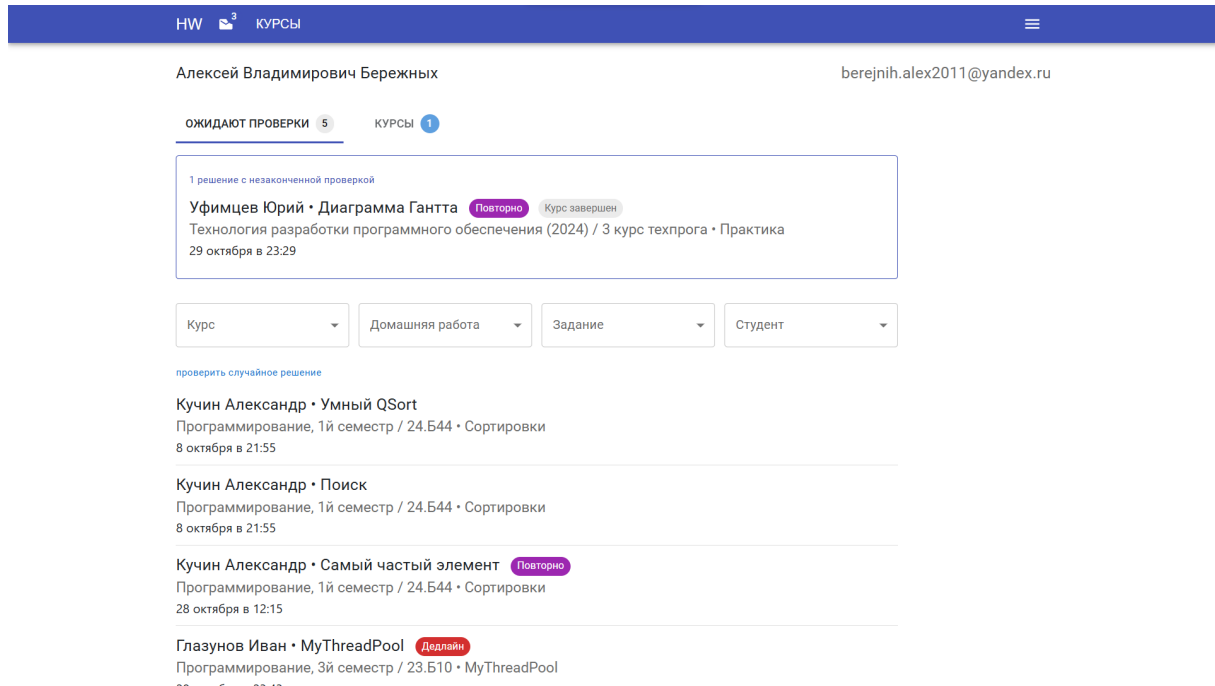 HW 3 КУРСЫ
Алексей Владимирович Бережных berejnih.alex2011@yandex.ru
ОЖИДАЮТ ПРОВЕРКИ 5 КУРСЫ 1
1 решение с незаконченной проверкой
Уфимцев Юрий • Диаграмма Гантта Повторно Курс завершен
Технология разработки программного обеспечения (2024) / 3 курс техпрога • Практика
29 октября в 23:29
Курс Домашняя работа Задание Студент
проверить случайное решение
Кучин Александр • Умный QSort
Программирование, 1й семестр / 24.Б44 • Сортировки
8 октября в 21:55
Кучин Александр • Поиск
Программирование, 1й семестр / 24.Б44 • Сортировки
8 октября в 21:55
Кучин Александр • Самый частый элемент Повторно
Программирование, 1й семестр / 24.Б44 • Сортировки
28 октября в 12:15
Глазунов Иван • MyThreadPool Дедлайн
Программирование, 3й семестр / 23.Б10 • MyThreadPool